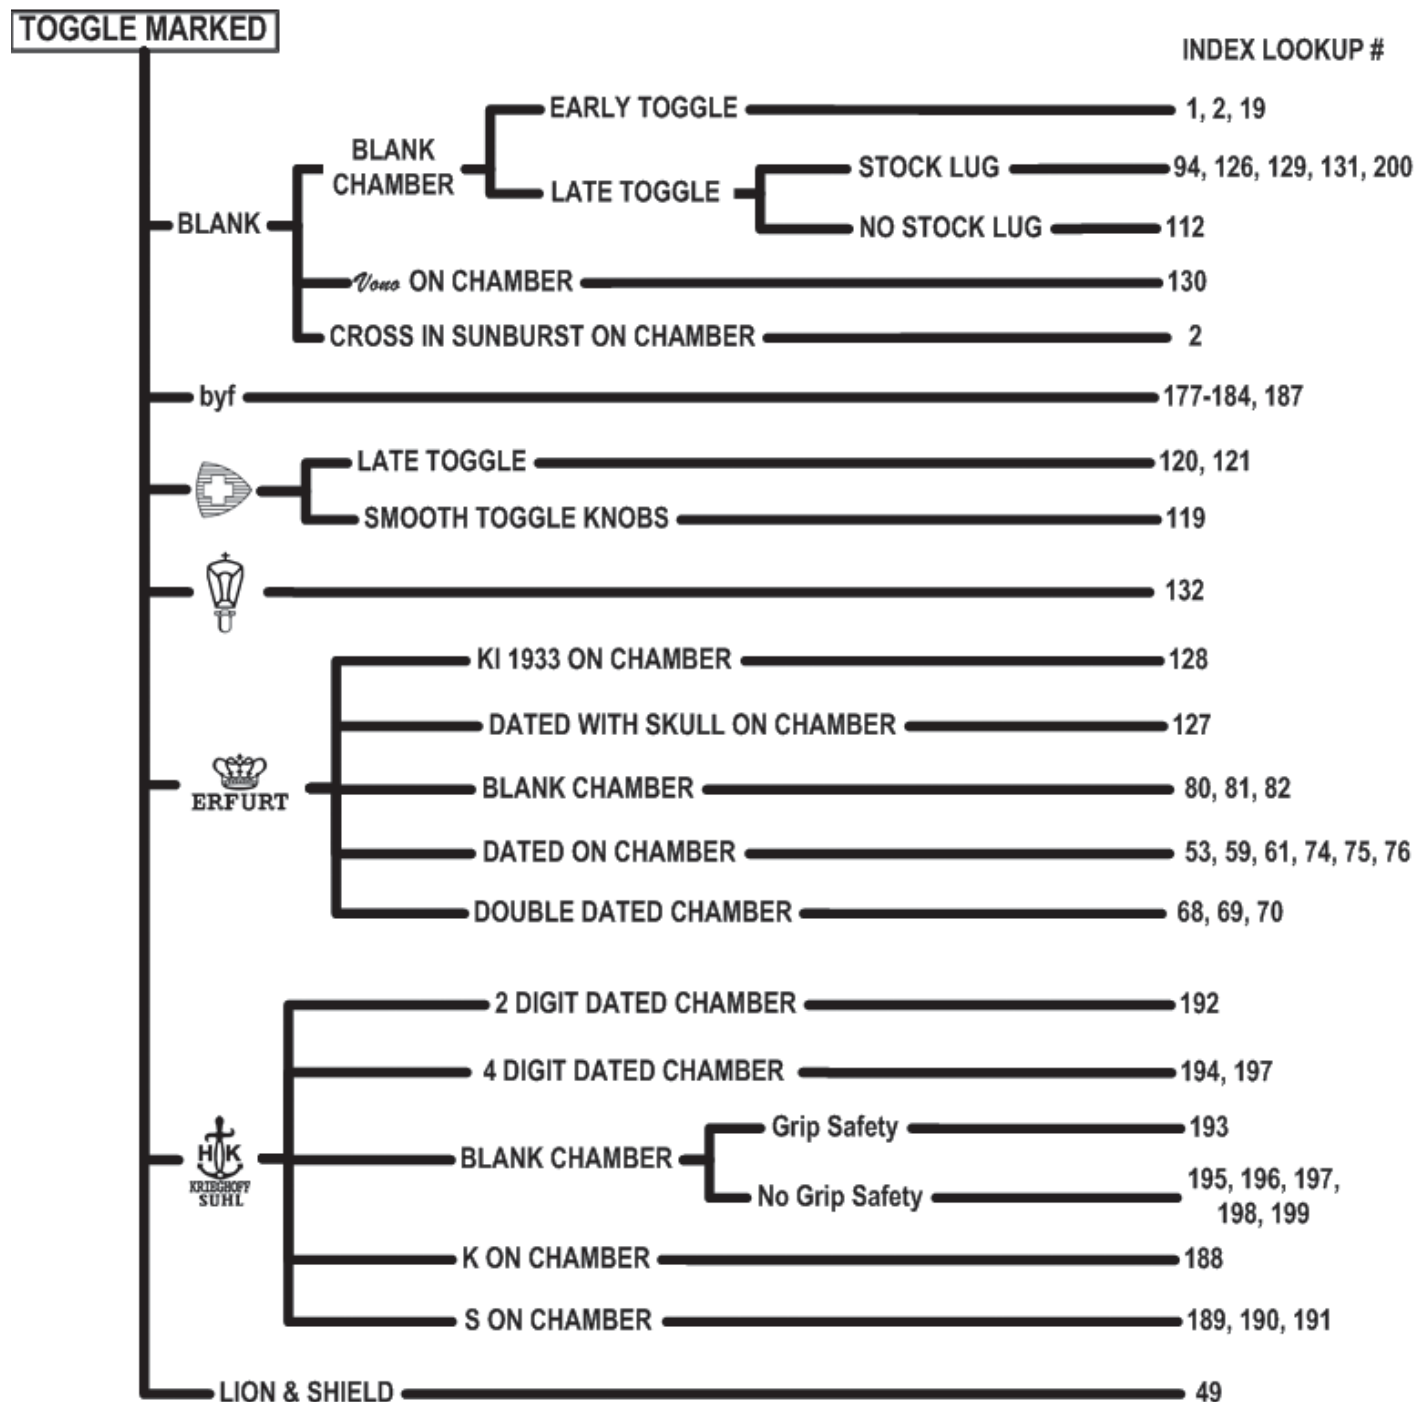 TOGGLE MARKED
INDEX LOOKUP #
EARLY TOGGLE 1, 2, 19
BLANK
CHAMBER
STOCK LUG 94, 126, 129, 131, 200
LATE TOGGLE
BLANK
NO STOCK LUG 112
Vono ON CHAMBER 130
CROSS IN SUNBURST ON CHAMBER 2
byf 177-184, 187
LATE TOGGLE 120, 121
SMOOTH TOGGLE KNOBS 119
132
KI 1933 ON CHAMBER 128
DATED WITH SKULL ON CHAMBER 127
ERFURT
BLANK CHAMBER 80, 81, 82
DATED ON CHAMBER 53, 59, 61, 74, 75, 76
DOUBLE DATED CHAMBER 68, 69, 70
2 DIGIT DATED CHAMBER 192
4 DIGIT DATED CHAMBER 194, 197
H K
KRIEGHOFF
SUHL
BLANK CHAMBER
Grip Safety 193
No Grip Safety 195, 196, 197,
198, 199
K ON CHAMBER 188
S ON CHAMBER 189, 190, 191
LION & SHIELD 49